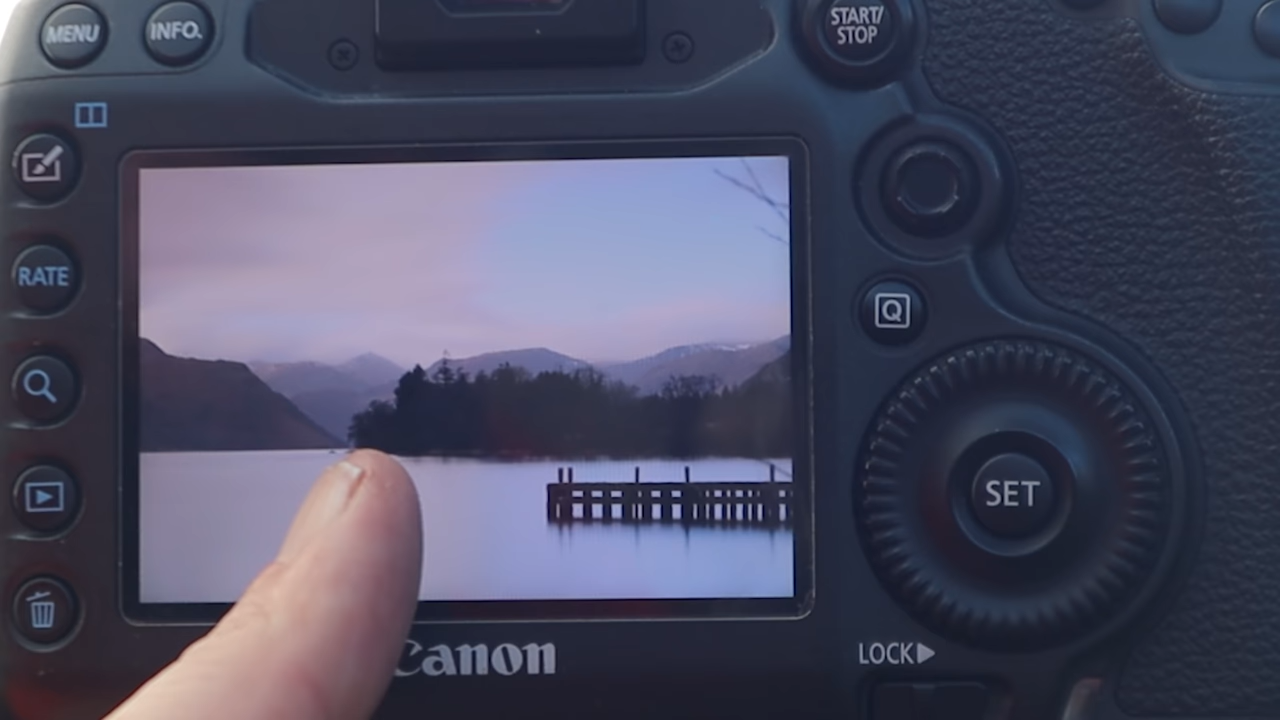 MENU
INFO.
START/
STOP
RATE
Q
SET
Canon
LOCK